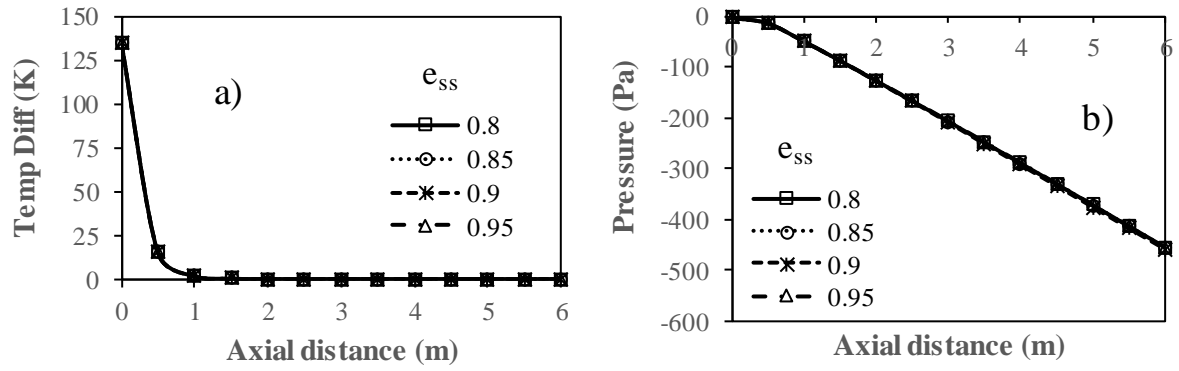 150
125
100
75
50
25
0
0 1 2 3 4 5 6
Temp Diff (K)
Axial distance (m)
a)
e_ss
0.8
0.85
0.9
0.95
0
-100
-200
-300
-400
-500
-600
0 1 2 3 4 5 6
Pressure (Pa)
Axial distance (m)
b)
e_ss
0.8
0.85
0.9
0.95